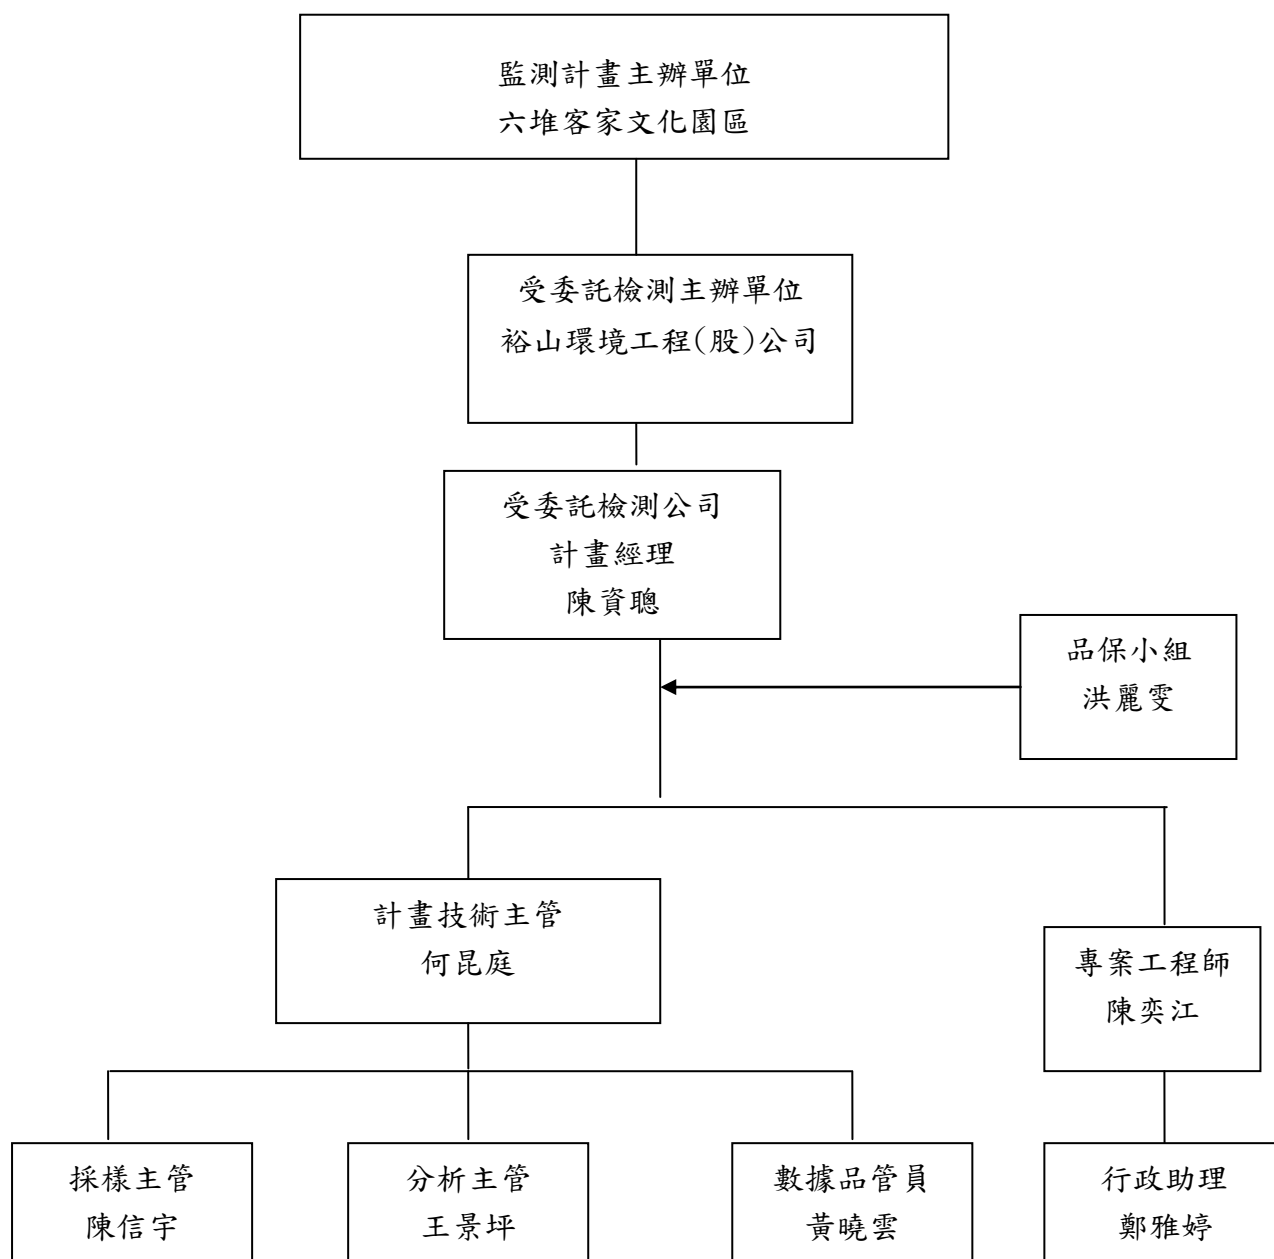 監測計畫主辦單位
六堆客家文化園區
受委託檢測主辦單位
裕山環境工程(股)公司
受委託檢測公司
計畫經理
陳資聰
品保小組
洪麗雯
計畫技術主管
何昆庭
專案工程師
陳奕江
採樣主管
陳信宇
分析主管
王景坪
數據品管員
黃曉雲
行政助理
鄭雅婷